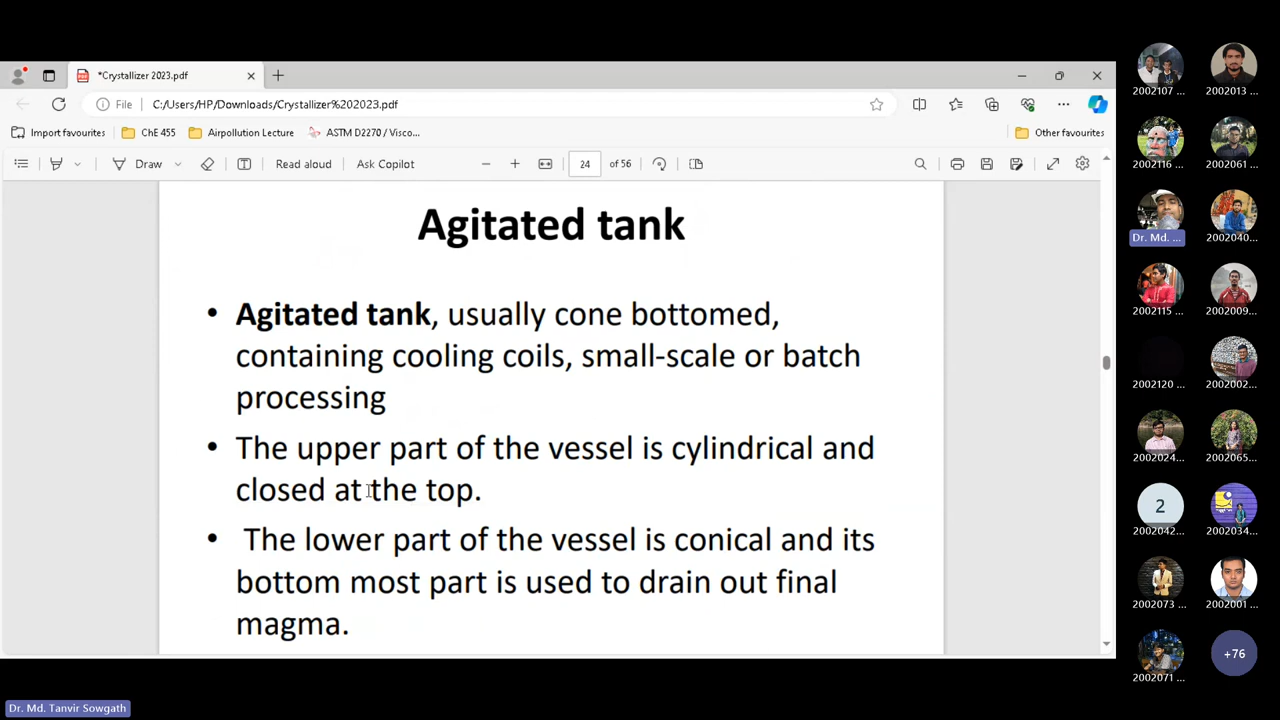 *Crystallizer 2023.pdf
File
C:/Users/HP/Downloads/Crystallizer%202023.pdf
Import favourites
ChE 455
Airpollution Lecture
ASTM D2270 / Visco...
Other favourites
Draw
Read aloud
Ask Copilot
24 of 56
Agitated tank
• Agitated tank, usually cone bottomed,
containing cooling coils, small-scale or batch
processing
• The upper part of the vessel is cylindrical and
closed at the top.
• The lower part of the vessel is conical and its
bottom most part is used to drain out final
magma.
2002107 ...
2002013 ...
2002116 ...
2002061 ...
Dr. Md. ...
2002040...
2002115 ...
2002009...
2002120 ...
2002002...
2002024...
2002065...
2
2002042...
2002034...
2002073 ...
2002001 ...
2002071 ...
+76
Dr. Md. Tanvir Sowgath